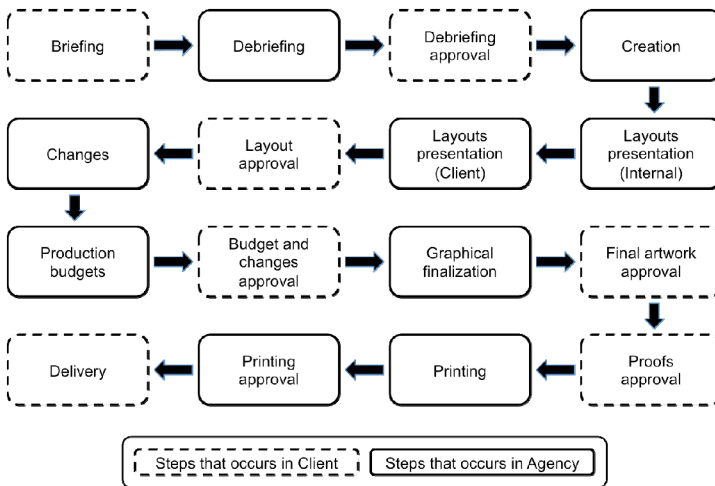 Briefing
Debriefing
Debriefing
approval
Creation
Changes
Layout
approval
Layouts
presentation
(Client)
Layouts
presentation
(Internal)
Production
budgets
Budget and
changes
approval
Graphical
finalization
Final artwork
approval
Delivery
Printing
approval
Printing
Proofs
approval
Steps that occurs in Client
Steps that occurs in Agency